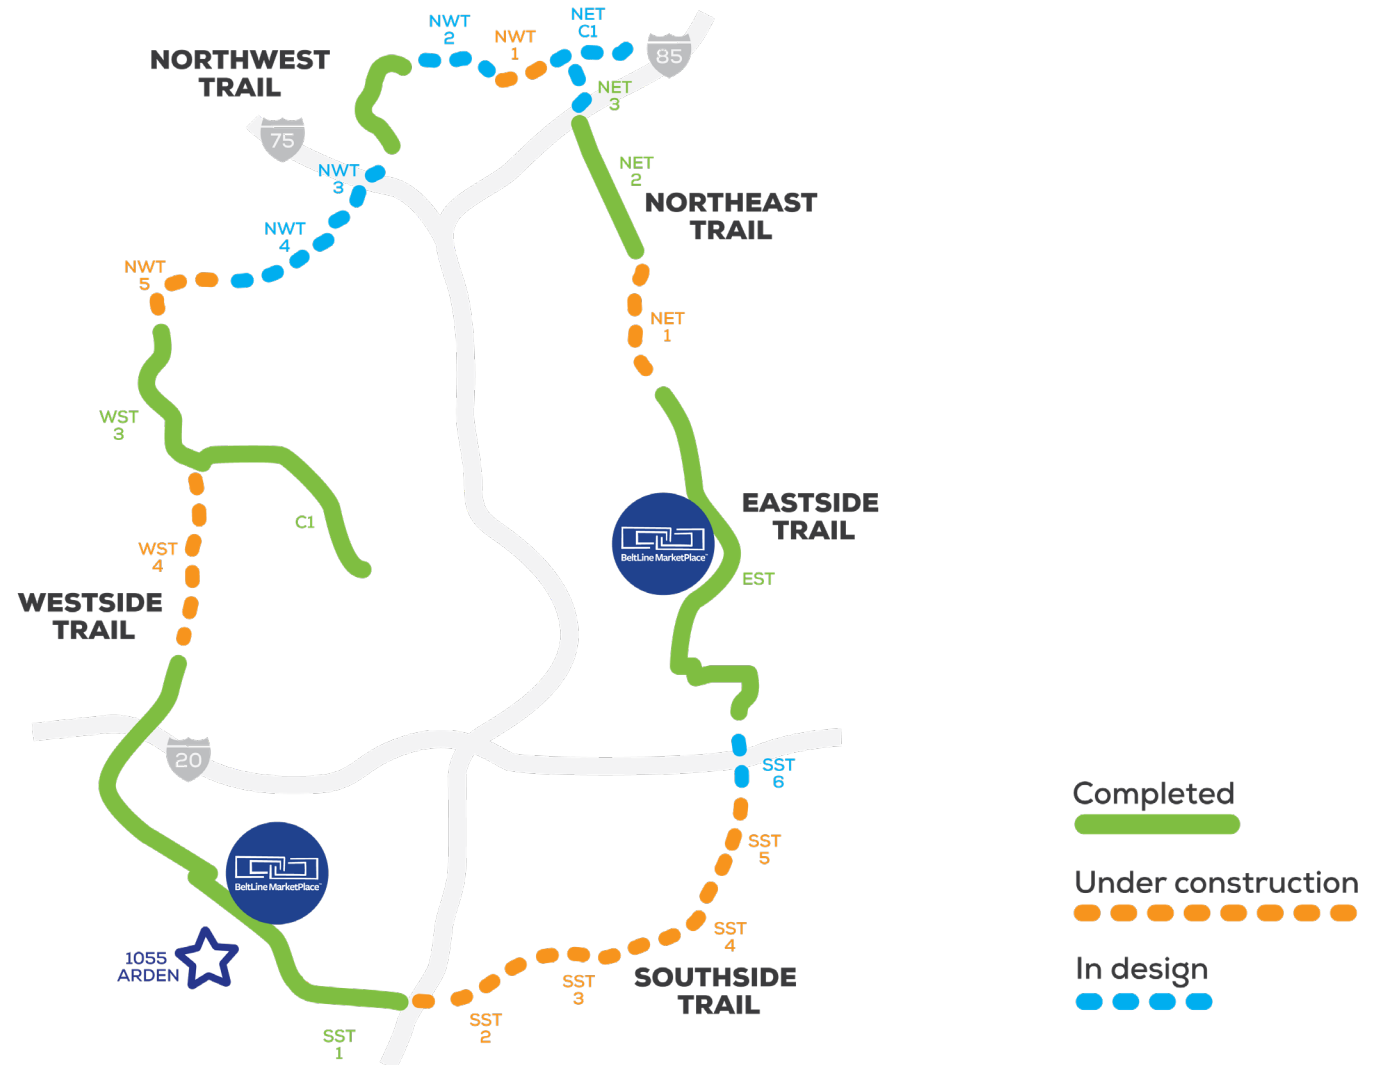 NWT
2
NWT
1
NET
C1
85
NORTHWEST
TRAIL
NET
3
75
NWT
3
NET
2
NORTHEAST
TRAIL
NWT
4
NWT
5
NET
1
WST
3
C1
EASTSIDE
TRAIL
BeltLine MarketPlace™
EST
WST
4
WESTSIDE
TRAIL
20
SST
6
Completed
SST
5
BeltLine MarketPlace™
Under construction
SST
4
1055
ARDEN
SST
3
SOUTHSIDE
TRAIL
In design
SST
2
SST
1